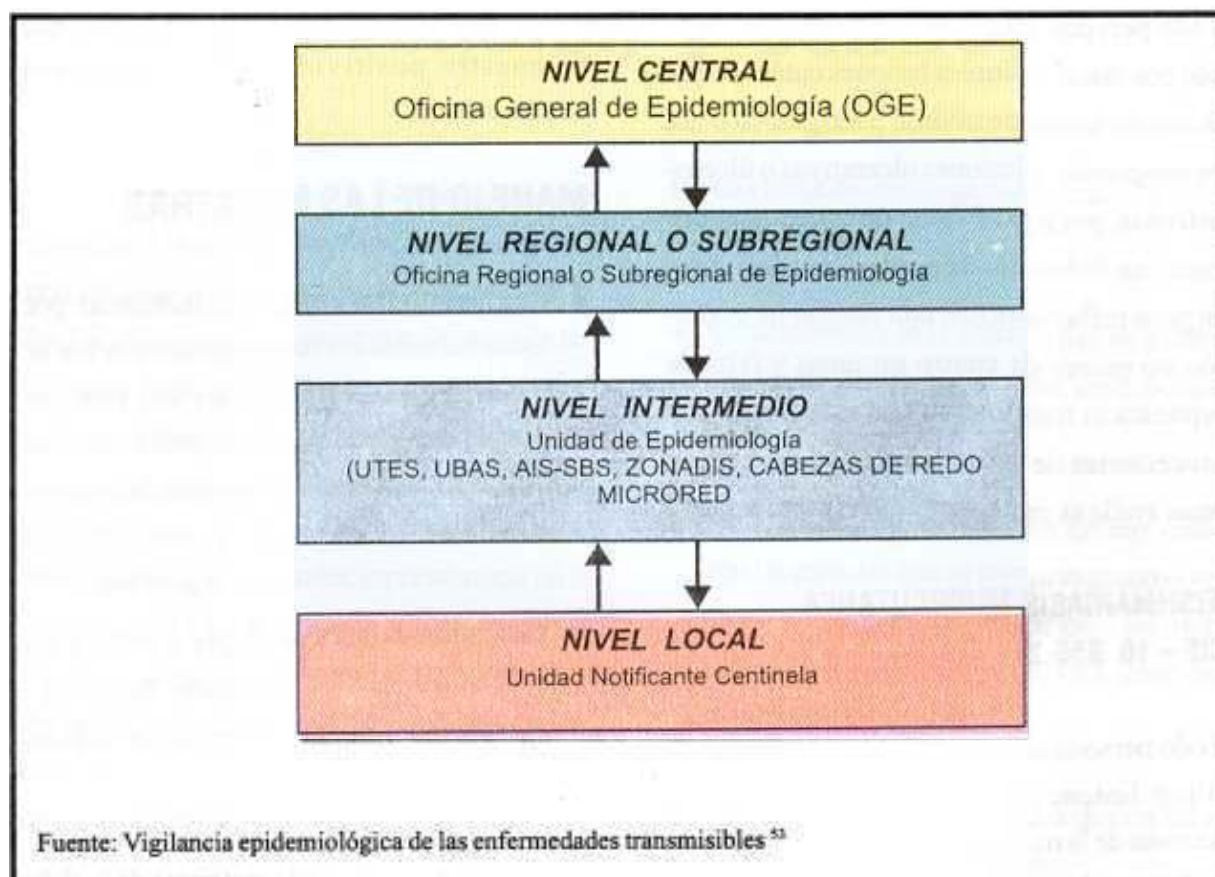 NIVEL CENTRAL
Oficina General de Epidemiología (OGE)
NIVEL REGIONAL O SUBREGIONAL
Oficina Regional o Subregional de Epidemiología
NIVEL INTERMEDIO
Unidad de Epidemiología
(UTES, UBAS, AIS-SBS, ZONADIS, CABEZAS DE REDO
MICRORED
NIVEL LOCAL
Unidad Notificante Centinela
Fuente: Vigilancia epidemiológica de las enfermedades transmisibles 53